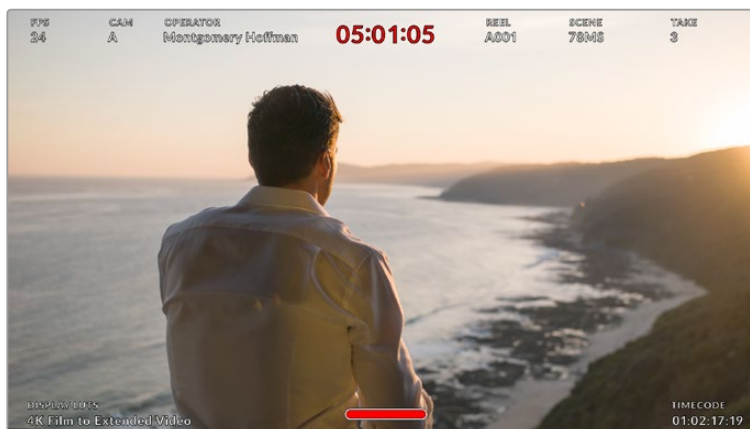 FPS CAM OPERATOR REEL SCENE TAKE
24 A Montgomery Hoffman 05:01:05 A001 78MS 3
DISPLAY LUTS TIMECODE
4K Film to Extended Video 01:02:17:19